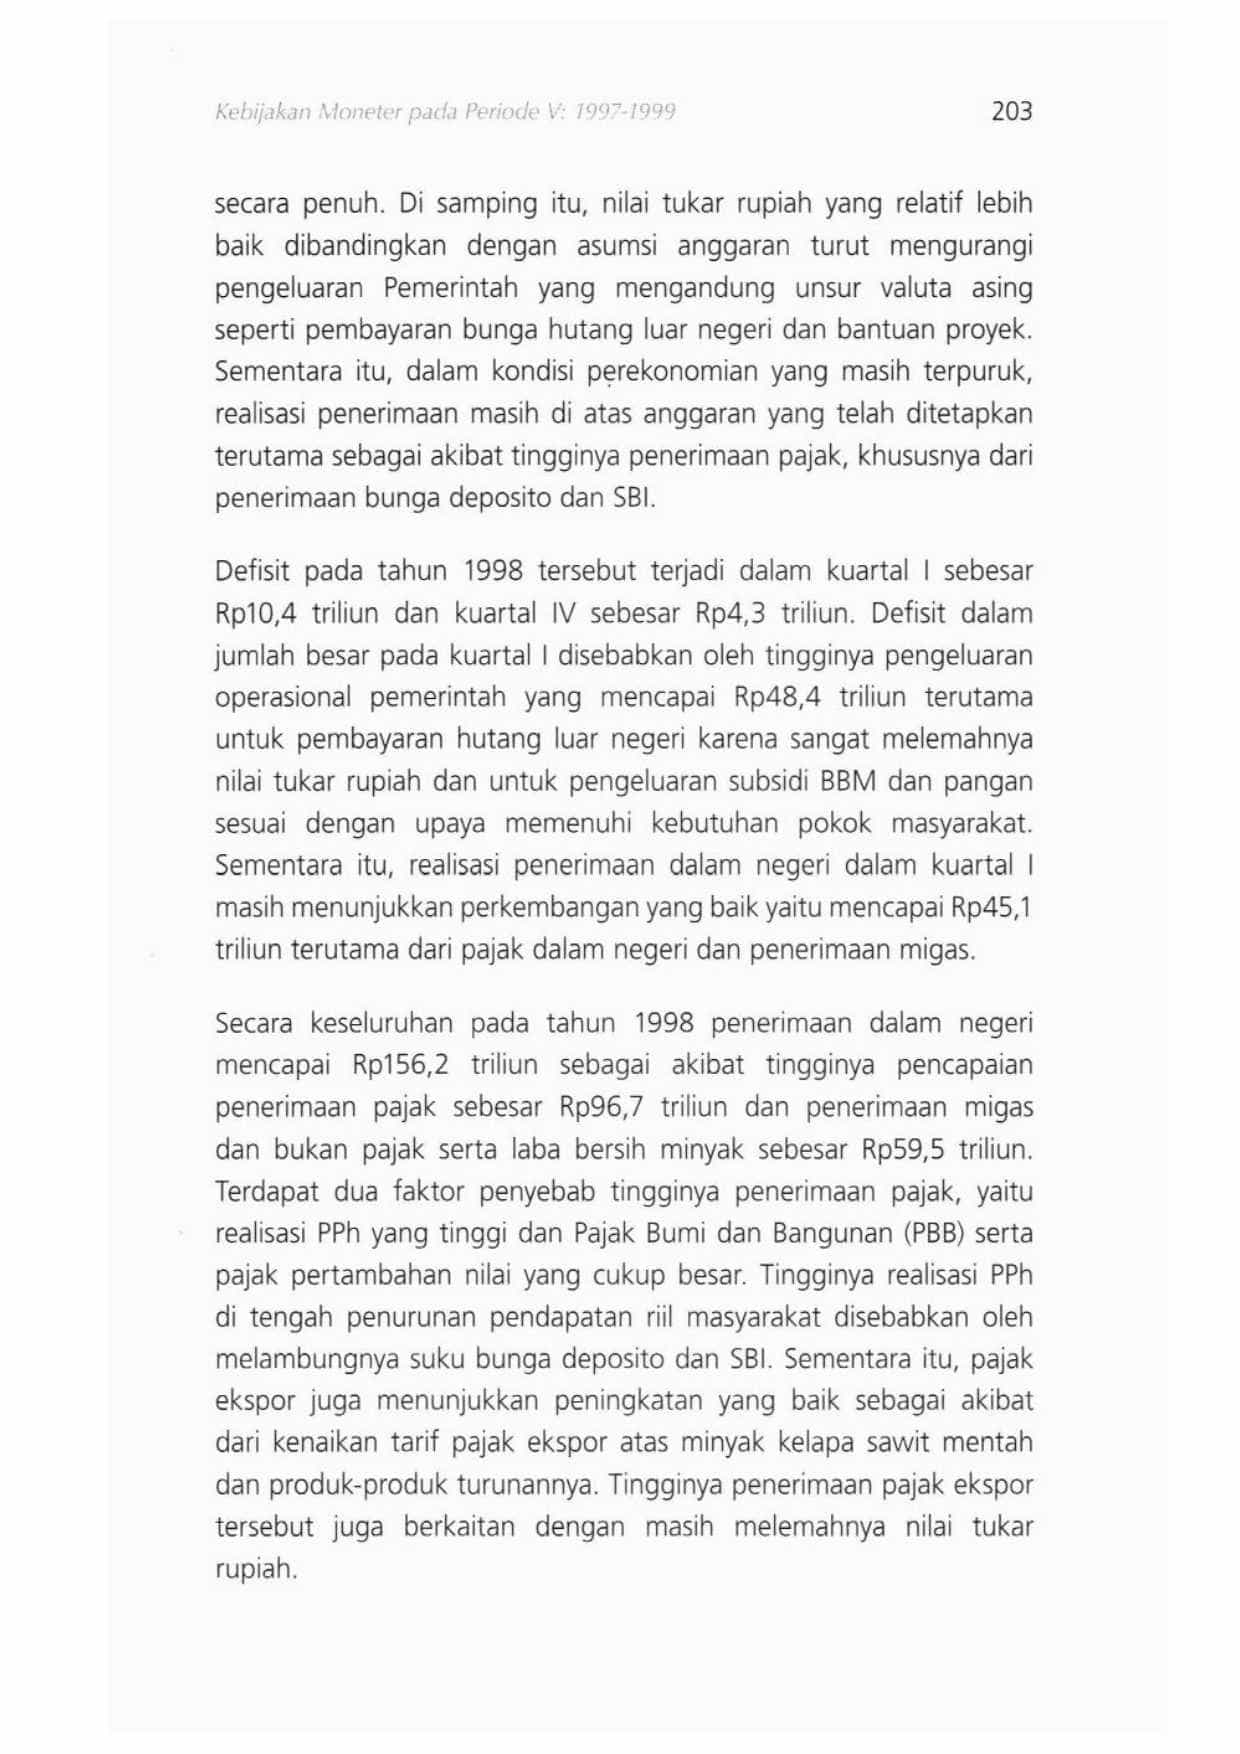 Kebijakan Moneter pada Periode V: 1997-1999 203
secara penuh. Di samping itu, nilai tukar rupiah yang relatif lebih
baik dibandingkan dengan asumsi anggaran turut mengurangi
pengeluaran Pemerintah yang mengandung unsur valuta asing
seperti pembayaran bunga hutang luar negeri dan bantuan proyek.
Sementara itu, dalam kondisi perekonomian yang masih terpuruk,
realisasi penerimaan masih di atas anggaran yang telah ditetapkan
terutama sebagai akibat tingginya penerimaan pajak, khususnya dari
penerimaan bunga deposito dan SBI.
Defisit pada tahun 1998 tersebut terjadi dalam kuartal I sebesar
Rp10,4 triliun dan kuartal IV sebesar Rp4,3 triliun. Defisit dalam
jumlah besar pada kuartal I disebabkan oleh tingginya pengeluaran
operasional pemerintah yang mencapai Rp48,4 triliun terutama
untuk pembayaran hutang luar negeri karena sangat melemahnya
nilai tukar rupiah dan untuk pengeluaran subsidi BBM dan pangan
sesuai dengan upaya memenuhi kebutuhan pokok masyarakat.
Sementara itu, realisasi penerimaan dalam negeri dalam kuartal I
masih menunjukkan perkembangan yang baik yaitu mencapai Rp45,1
triliun terutama dari pajak dalam negeri dan penerimaan migas.
Secara keseluruhan pada tahun 1998 penerimaan dalam negeri
mencapai Rp156,2 triliun sebagai akibat tingginya pencapaian
penerimaan pajak sebesar Rp96,7 triliun dan penerimaan migas
dan bukan pajak serta laba bersih minyak sebesar Rp59,5 triliun.
Terdapat dua faktor penyebab tingginya penerimaan pajak, yaitu
realisasi PPh yang tinggi dan Pajak Bumi dan Bangunan (PBB) serta
pajak pertambahan nilai yang cukup besar. Tingginya realisasi PPh
di tengah penurunan pendapatan riil masyarakat disebabkan oleh
melambungnya suku bunga deposito dan SBI. Sementara itu, pajak
ekspor juga menunjukkan peningkatan yang baik sebagai akibat
dari kenaikan tarif pajak ekspor atas minyak kelapa sawit mentah
dan produk-produk turunannya. Tingginya penerimaan pajak ekspor
tersebut juga berkaitan dengan masih melemahnya nilai tukar
rupiah.